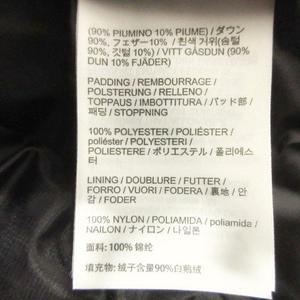 (90% PIUMINO 10% PIUME) / ダウン
90%, フェザー10% / 흰색 거위(솜털
90%, 깃털 10%) / VITT GÅSDUN (90%
DUN 10% FJÄDER)
PADDING / REMBOURRAGE /
POLSTERUNG / RELLENO /
TOPPAUS / IMBOTTITURA / パッド部 /
패딩 / STOPPNING
100% POLYESTER / POLIÉSTER /
poliéster / POLYESTERI /
POLIESTERE / ポリエステル / 폴리에스
터
LINING / DOUBLURE / FUTTER /
FORRO / VUORI / FODERA / 裏地 / 안
감 / FODER
100% NYLON / POLIAMIDA / poliamida /
NAILON / ナイロン / 나일론
面料: 100% 锦纶
填充物: 绒子含量90%白鹅绒